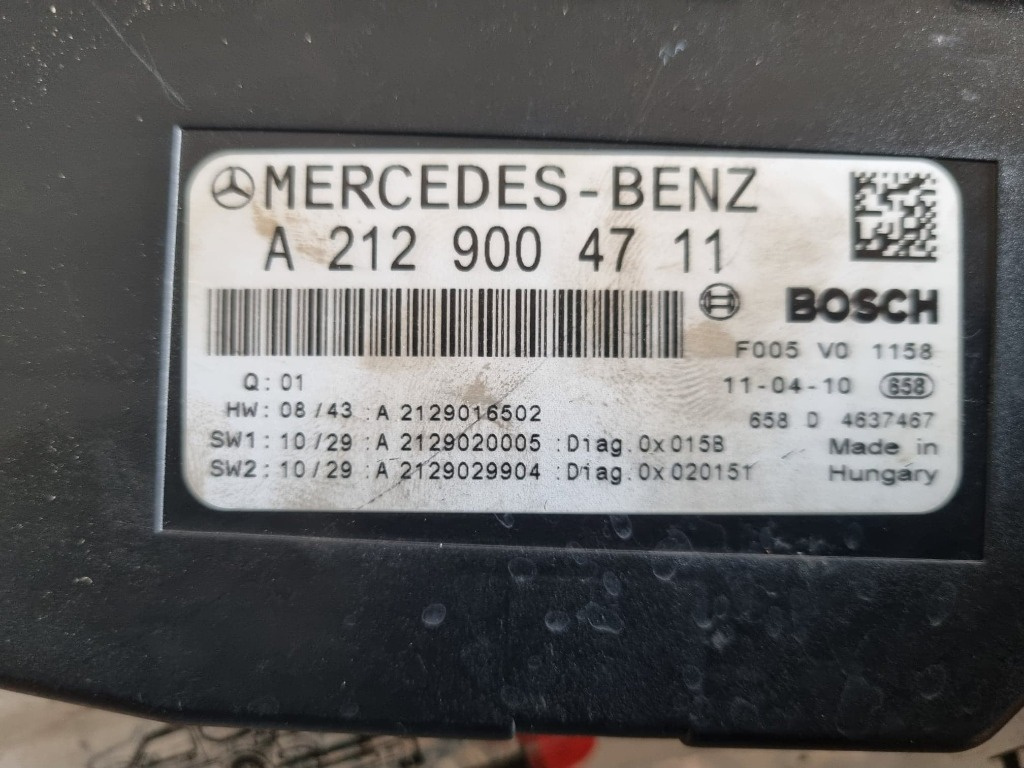 MERCEDES-BENZ
A 212 900 47 11
BOSCH
F005 V0 1158
Q: 01
11-04-10 658
HW: 08/43 :A 2129016502
658 D 4637467
SW1: 10/29 :A 2129020005 :Diag.0x015B
Made in
SW2: 10/29 :A 2129029904 :Diag.0x020151
Hungary